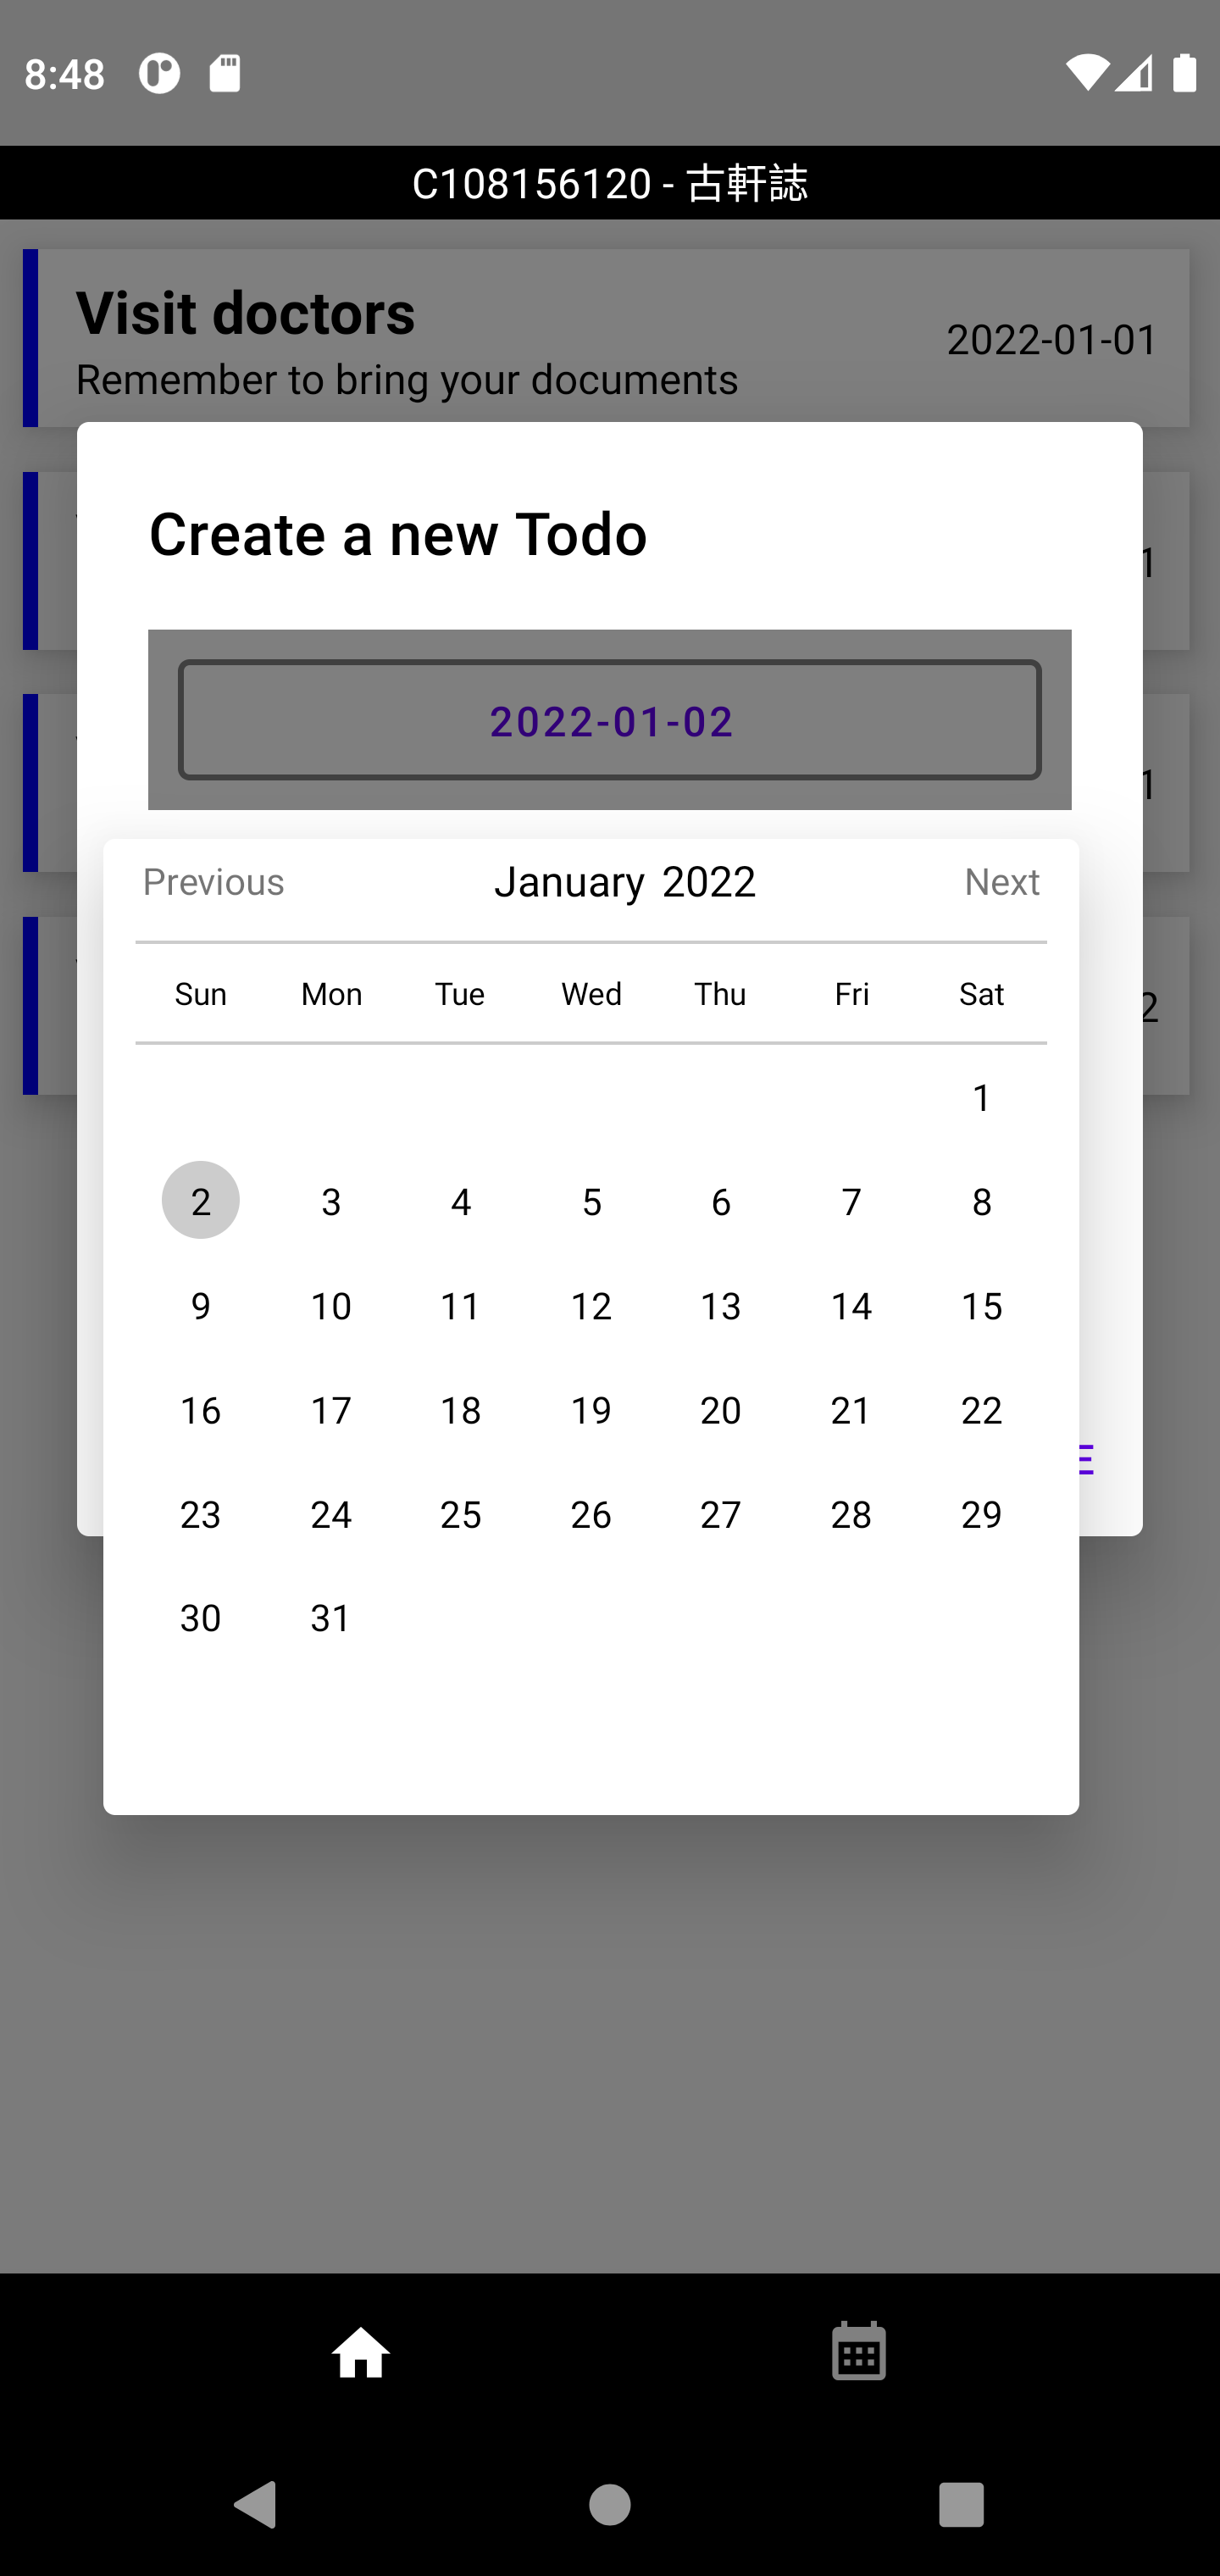 8:48
C108156120 - 古軒誌
Visit doctors
2022-01-01
Remember to bring your documents
Create a new Todo
1
2022-01-02
1
Previous January 2022 Next
Sun Mon Tue Wed Thu Fri Sat
2
1
2 3 4 5 6 7 8
9 10 11 12 13 14 15
16 17 18 19 20 21 22
E
23 24 25 26 27 28 29
30 31